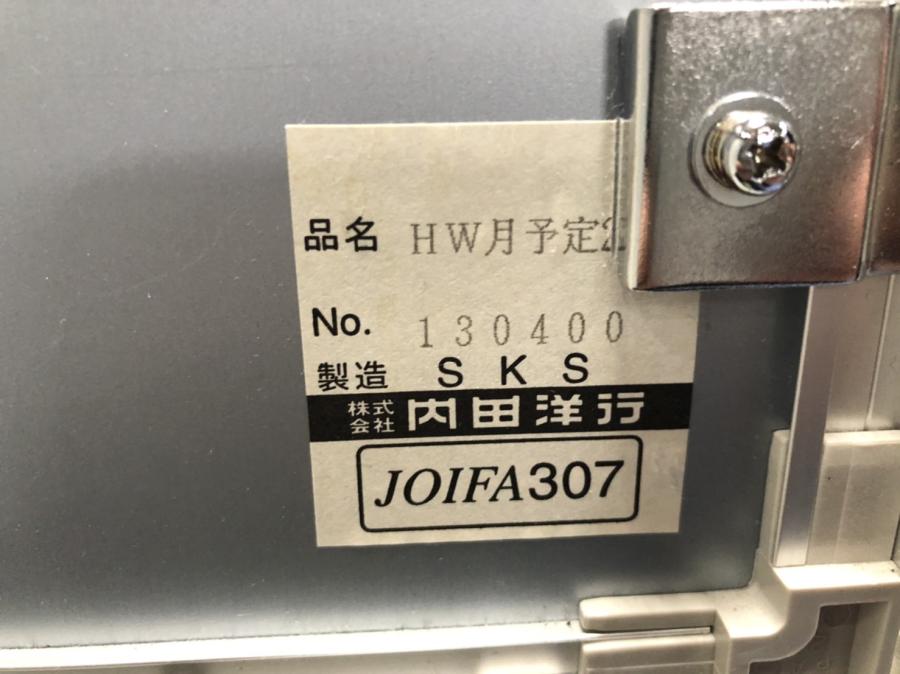 品名 HW月予定2
No. 130400
製造 SKS
株式会社 内田洋行
JOIFA307